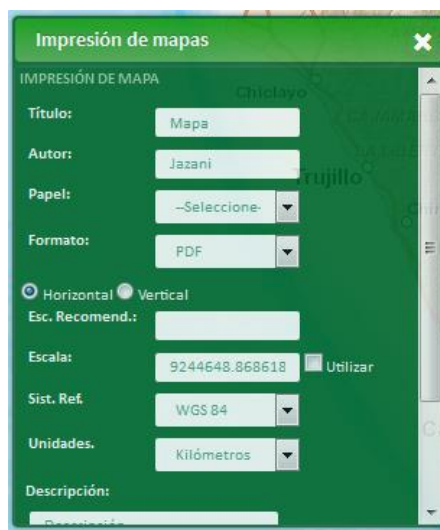 Impresión de mapas
IMPRESIÓN DE MAPA
Chiclayo
Título: Mapa
Autor: Jazani
Trujillo
Papel: --Seleccione-
Formato: PDF
Horizontal Vertical
Esc. Recomend.:
Escala: 9244648.868618 Utilizar
Sist. Ref. WGS 84
Unidades. Kilómetros
Descripción:
Descripción